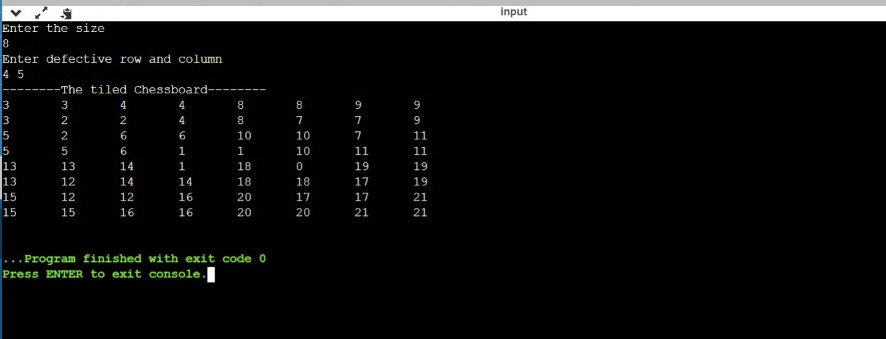 input
Enter the size
8
Enter defective row and column
4 5
--------The tiled Chessboard--------
3 3 4 4 8 8 9 9
3 2 2 4 8 7 7 9
5 2 6 6 10 10 7 11
5 5 6 1 1 10 11 11
13 13 14 1 18 0 19 19
13 12 14 14 18 18 17 19
15 12 12 16 20 17 17 21
15 15 16 16 20 20 21 21
...Program finished with exit code 0
Press ENTER to exit console.